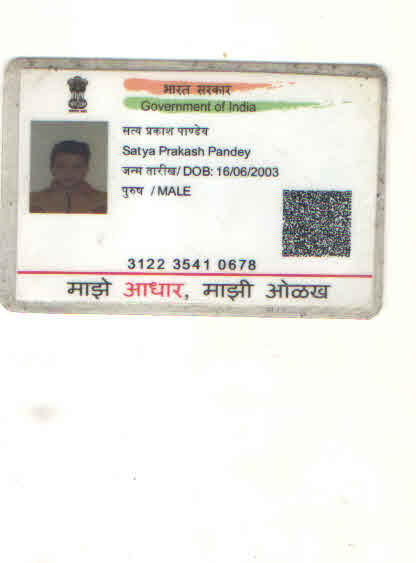 भारत सरकार
Government of India
सत्य प्रकाश पाण्डेय
Satya Prakash Pandey
जन्म तारीख/ DOB: 16/06/2003
पुरुष / MALE
3122 3541 0678
माझे आधार, माझी ओळख